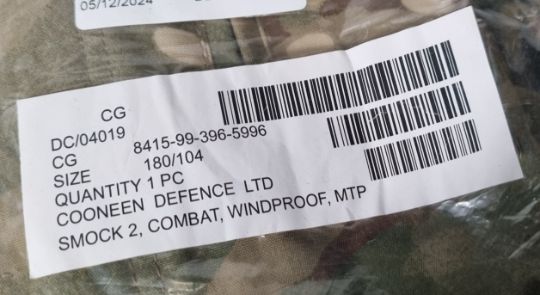 05/12/2024
CG
DC/04019
CG 8415-99-396-5996
SIZE 180/104
QUANTITY 1 PC
COONEEN DEFENCE LTD
SMOCK 2, COMBAT, WINDPROOF, MTP